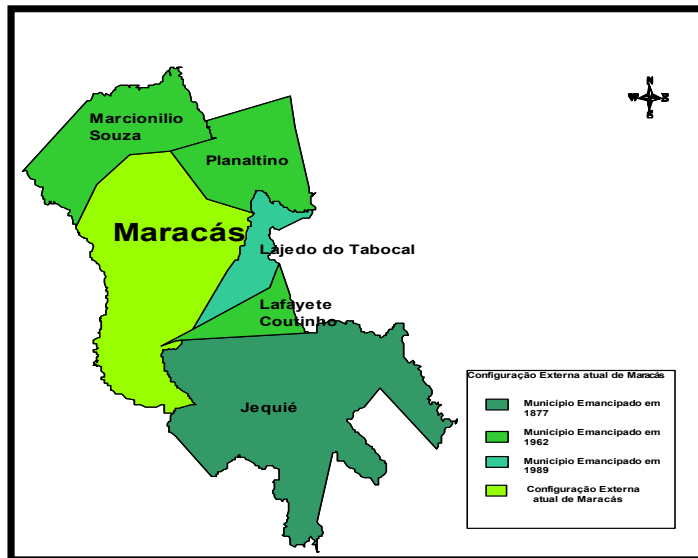 Marcionilio
Souza
Planaltino
N
W
E
S
Maracás
Lajedo do Tabocal
Lafayete
Coutinho
Jequié
Configuração Externa atual de Maracás
Município Emancipado em
1877
Município Emancipado em
1962
Município Emancipado em
1989
Configuração Externa
atual de Maracás